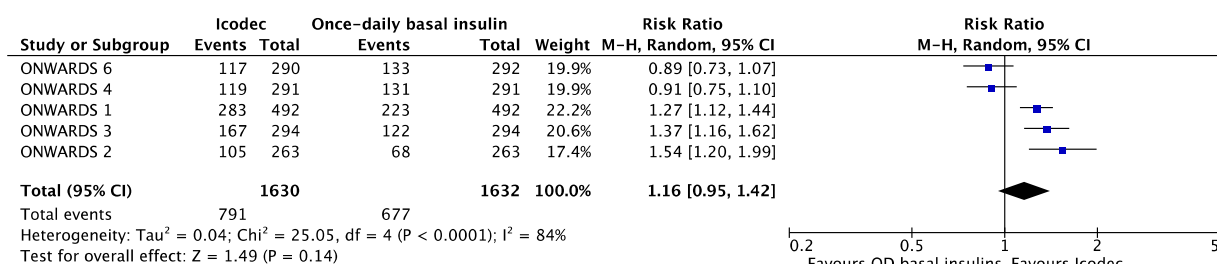 Icodec Once-daily basal insulin Risk Ratio Risk Ratio
Study or Subgroup Events Total Events Total Weight M-H, Random, 95% CI M-H, Random, 95% CI
ONWARDS 6 117 290 133 292 19.9% 0.89 [0.73, 1.07]
ONWARDS 4 119 291 131 291 19.9% 0.91 [0.75, 1.10]
ONWARDS 1 283 492 223 492 22.2% 1.27 [1.12, 1.44]
ONWARDS 3 167 294 122 294 20.6% 1.37 [1.16, 1.62]
ONWARDS 2 105 263 68 263 17.4% 1.54 [1.20, 1.99]
Total (95% CI) 1630 1632 100.0% 1.16 [0.95, 1.42]
Total events 791 677
Heterogeneity: Tau² = 0.04; Chi² = 25.05, df = 4 (P < 0.0001); I² = 84%
Test for overall effect: Z = 1.49 (P = 0.14)
0.2 0.5 1 2 5
Favours OD basal insulins Favours Icodec